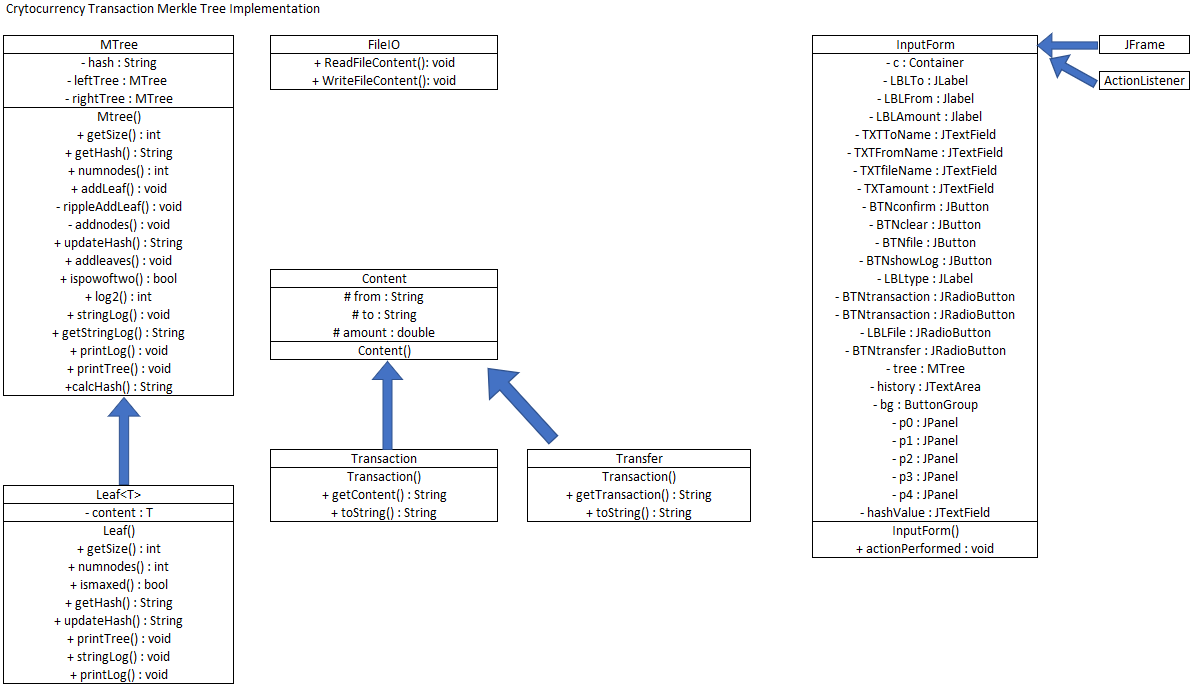 Crytocurrency Transaction Merkle Tree Implementation
MTree
- hash : String
- leftTree : MTree
- rightTree : MTree
Mtree()
+ getSize() : int
+ getHash() : String
+ numnodes() : int
+ addLeaf() : void
- rippleAddLeaf() : void
- addnodes() : void
+ updateHash() : String
+ addleaves() : void
+ ispowoftwo() : bool
+ log2() : int
+ stringLog() : void
+ getStringLog() : String
+ printLog() : void
+ printTree() : void
+calcHash() : String
Leaf<T>
- content : T
Leaf()
+ getSize() : int
+ numnodes() : int
+ ismaxed() : bool
+ getHash() : String
+ updateHash() : String
+ printTree() : void
+ stringLog() : void
+ printLog() : void
FileIO
+ ReadFileContent(): void
+ WriteFileContent(): void
Content
# from : String
# to : String
# amount : double
Content()
Transaction
Transaction()
+ getContent() : String
+ toString() : String
Transfer
Transaction()
+ getTransaction() : String
+ toString() : String
InputForm
- c : Container
- LBLTo : JLabel
- LBLFrom : Jlabel
- LBLAmount : Jlabel
- TXTToName : JTextField
- TXTFromName : JTextField
- TXTfileName : JTextField
- TXTamount : JTextField
- BTNconfirm : JButton
- BTNclear : JButton
- BTNfile : JButton
- BTNshowLog : JButton
- LBLtype : JLabel
- BTNtransaction : JRadioButton
- BTNtransaction : JRadioButton
- LBLFile : JRadioButton
- BTNtransfer : JRadioButton
- tree : MTree
- history : JTextArea
- bg : ButtonGroup
- p0 : JPanel
- p1 : JPanel
- p2 : JPanel
- p3 : JPanel
- p4 : JPanel
- hashValue : JTextField
InputForm()
+ actionPerformed : void
JFrame
ActionListener